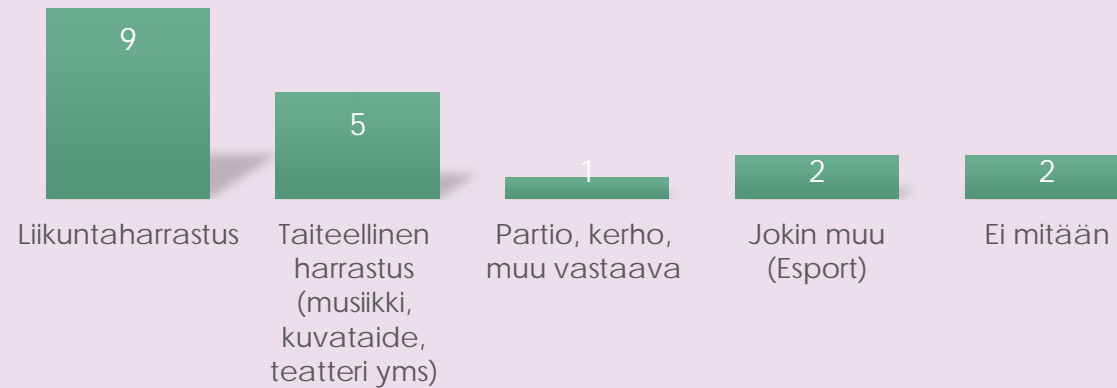 9
5
1
2
2
Liikuntaharrastus
Taiteellinen
harrastus
(musiikki,
kuvataide,
teatteri yms)
Partio, kerho,
muu vastaava
Jokin muu
(Esport)
Ei mitään